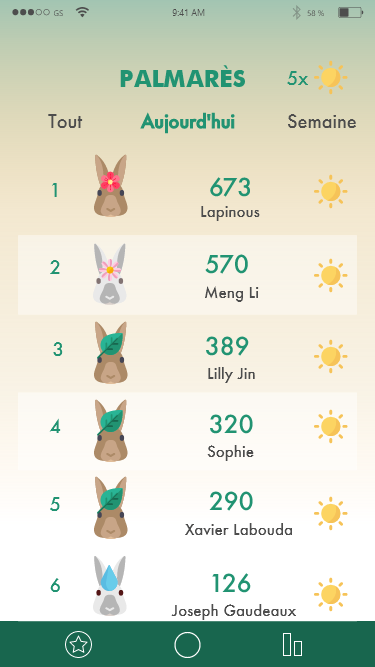 GS 9:41 AM 58 %
PALMARÈS 5x
Tout Aujourd'hui Semaine
1 673
Lapinous
2 570
Meng Li
3 389
Lilly Jin
4 320
Sophie
5 290
Xavier Labouda
6 126
Joseph Gaudeaux